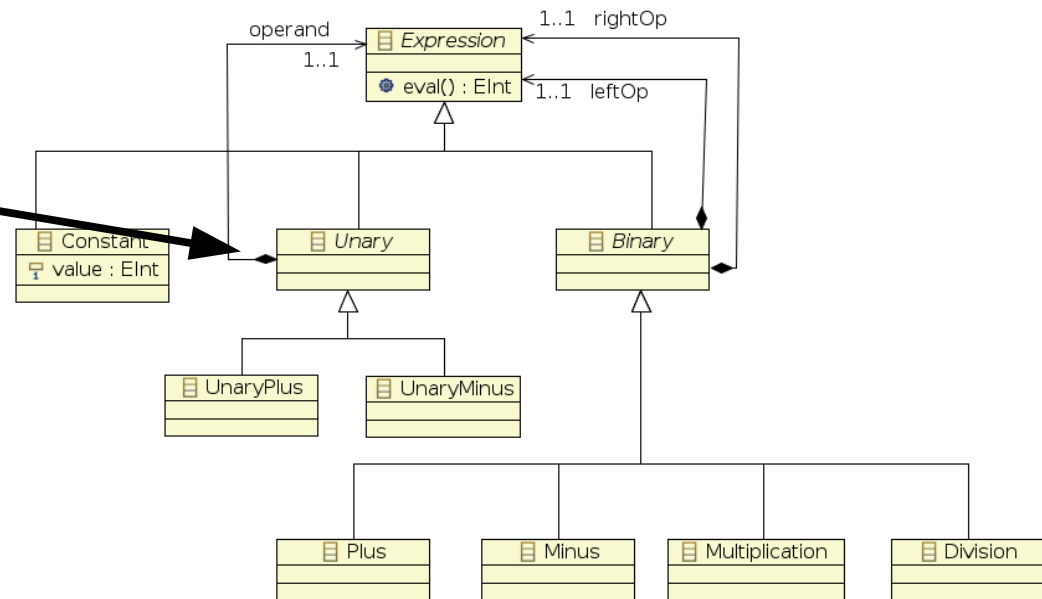 1..1 rightOp
operand
Expression
1..1
eval() : EInt
1..1 leftOp
Constant
Unary
Binary
value : EInt
UnaryPlus
UnaryMinus
Plus
Minus
Multiplication
Division